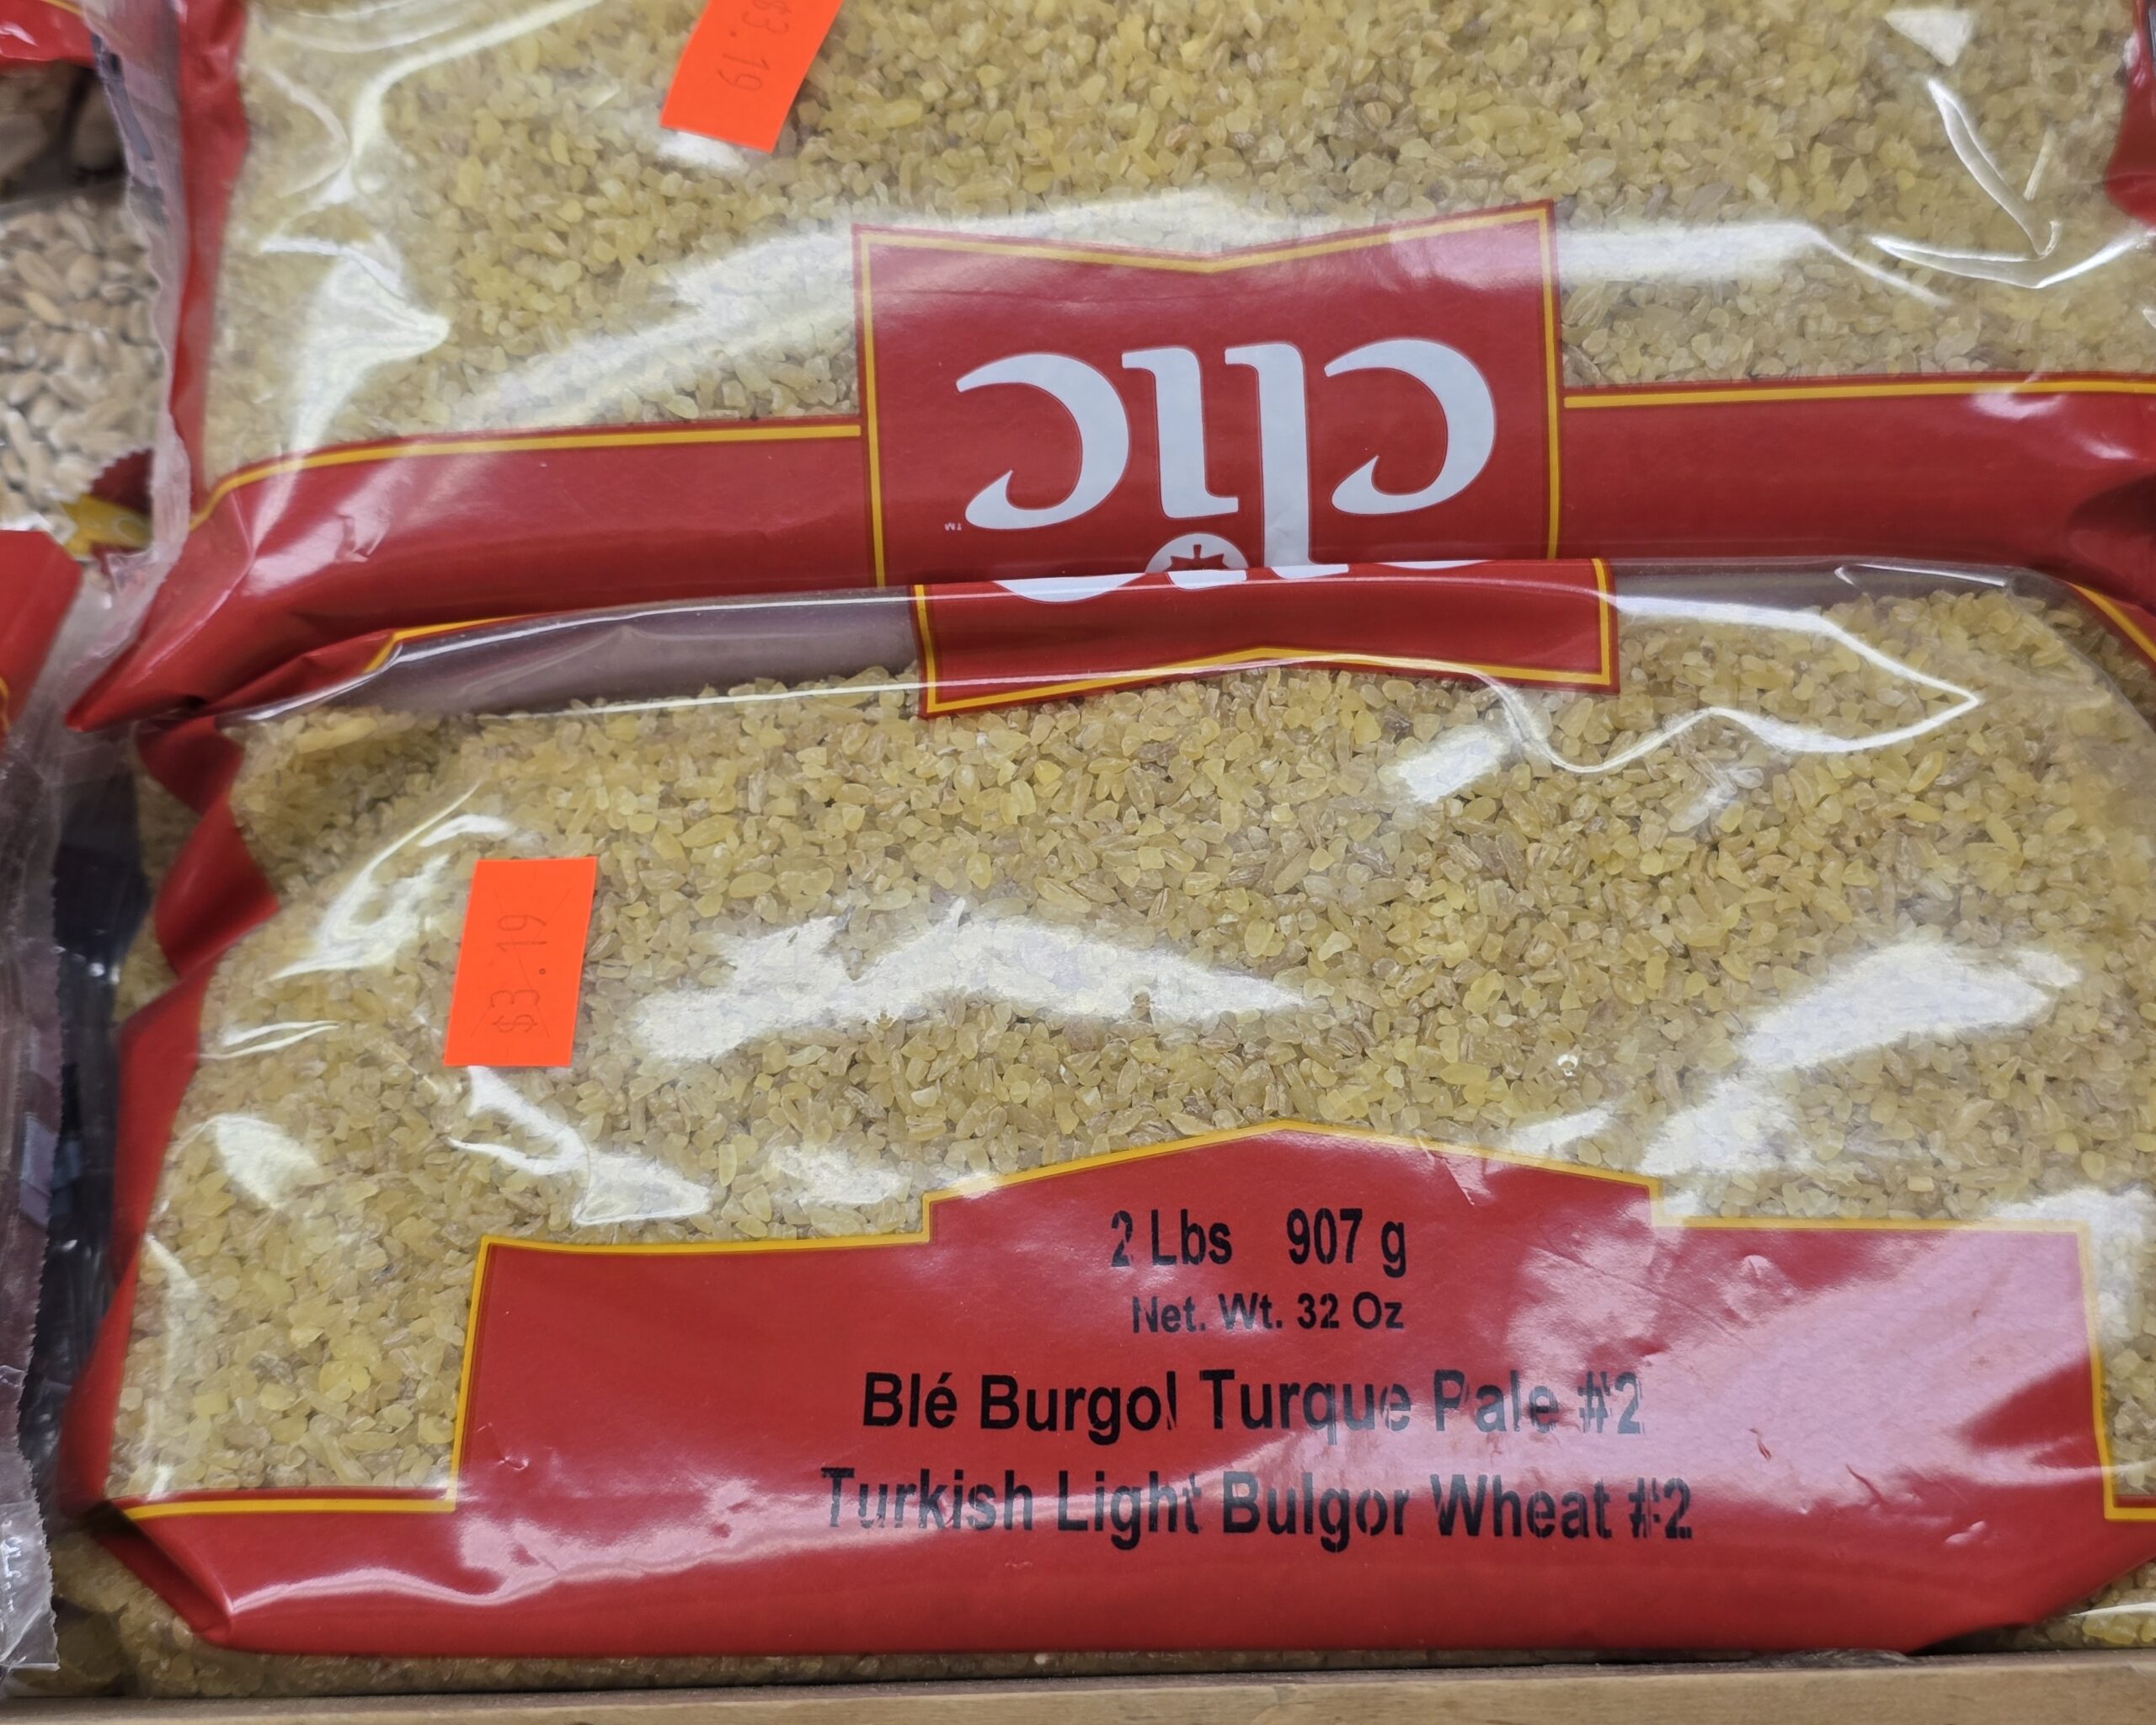 $3.19
clic
TM
$3.19
2 Lbs 907 g
Net. Wt. 32 Oz
Blé Burgol Turque Pale #2
Turkish Light Bulgor Wheat #2